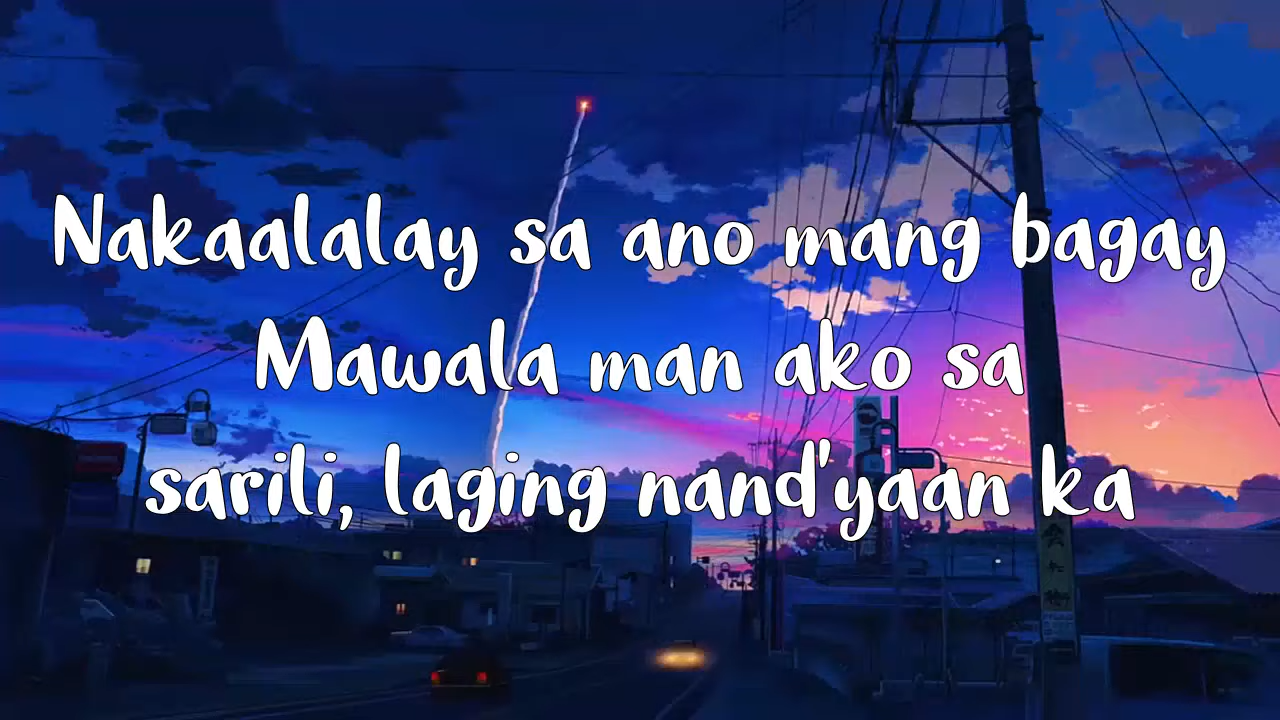 Nakaalalay sa ano mang bagay
Mawala man ako sa
sarili, laging nand'yaan ka